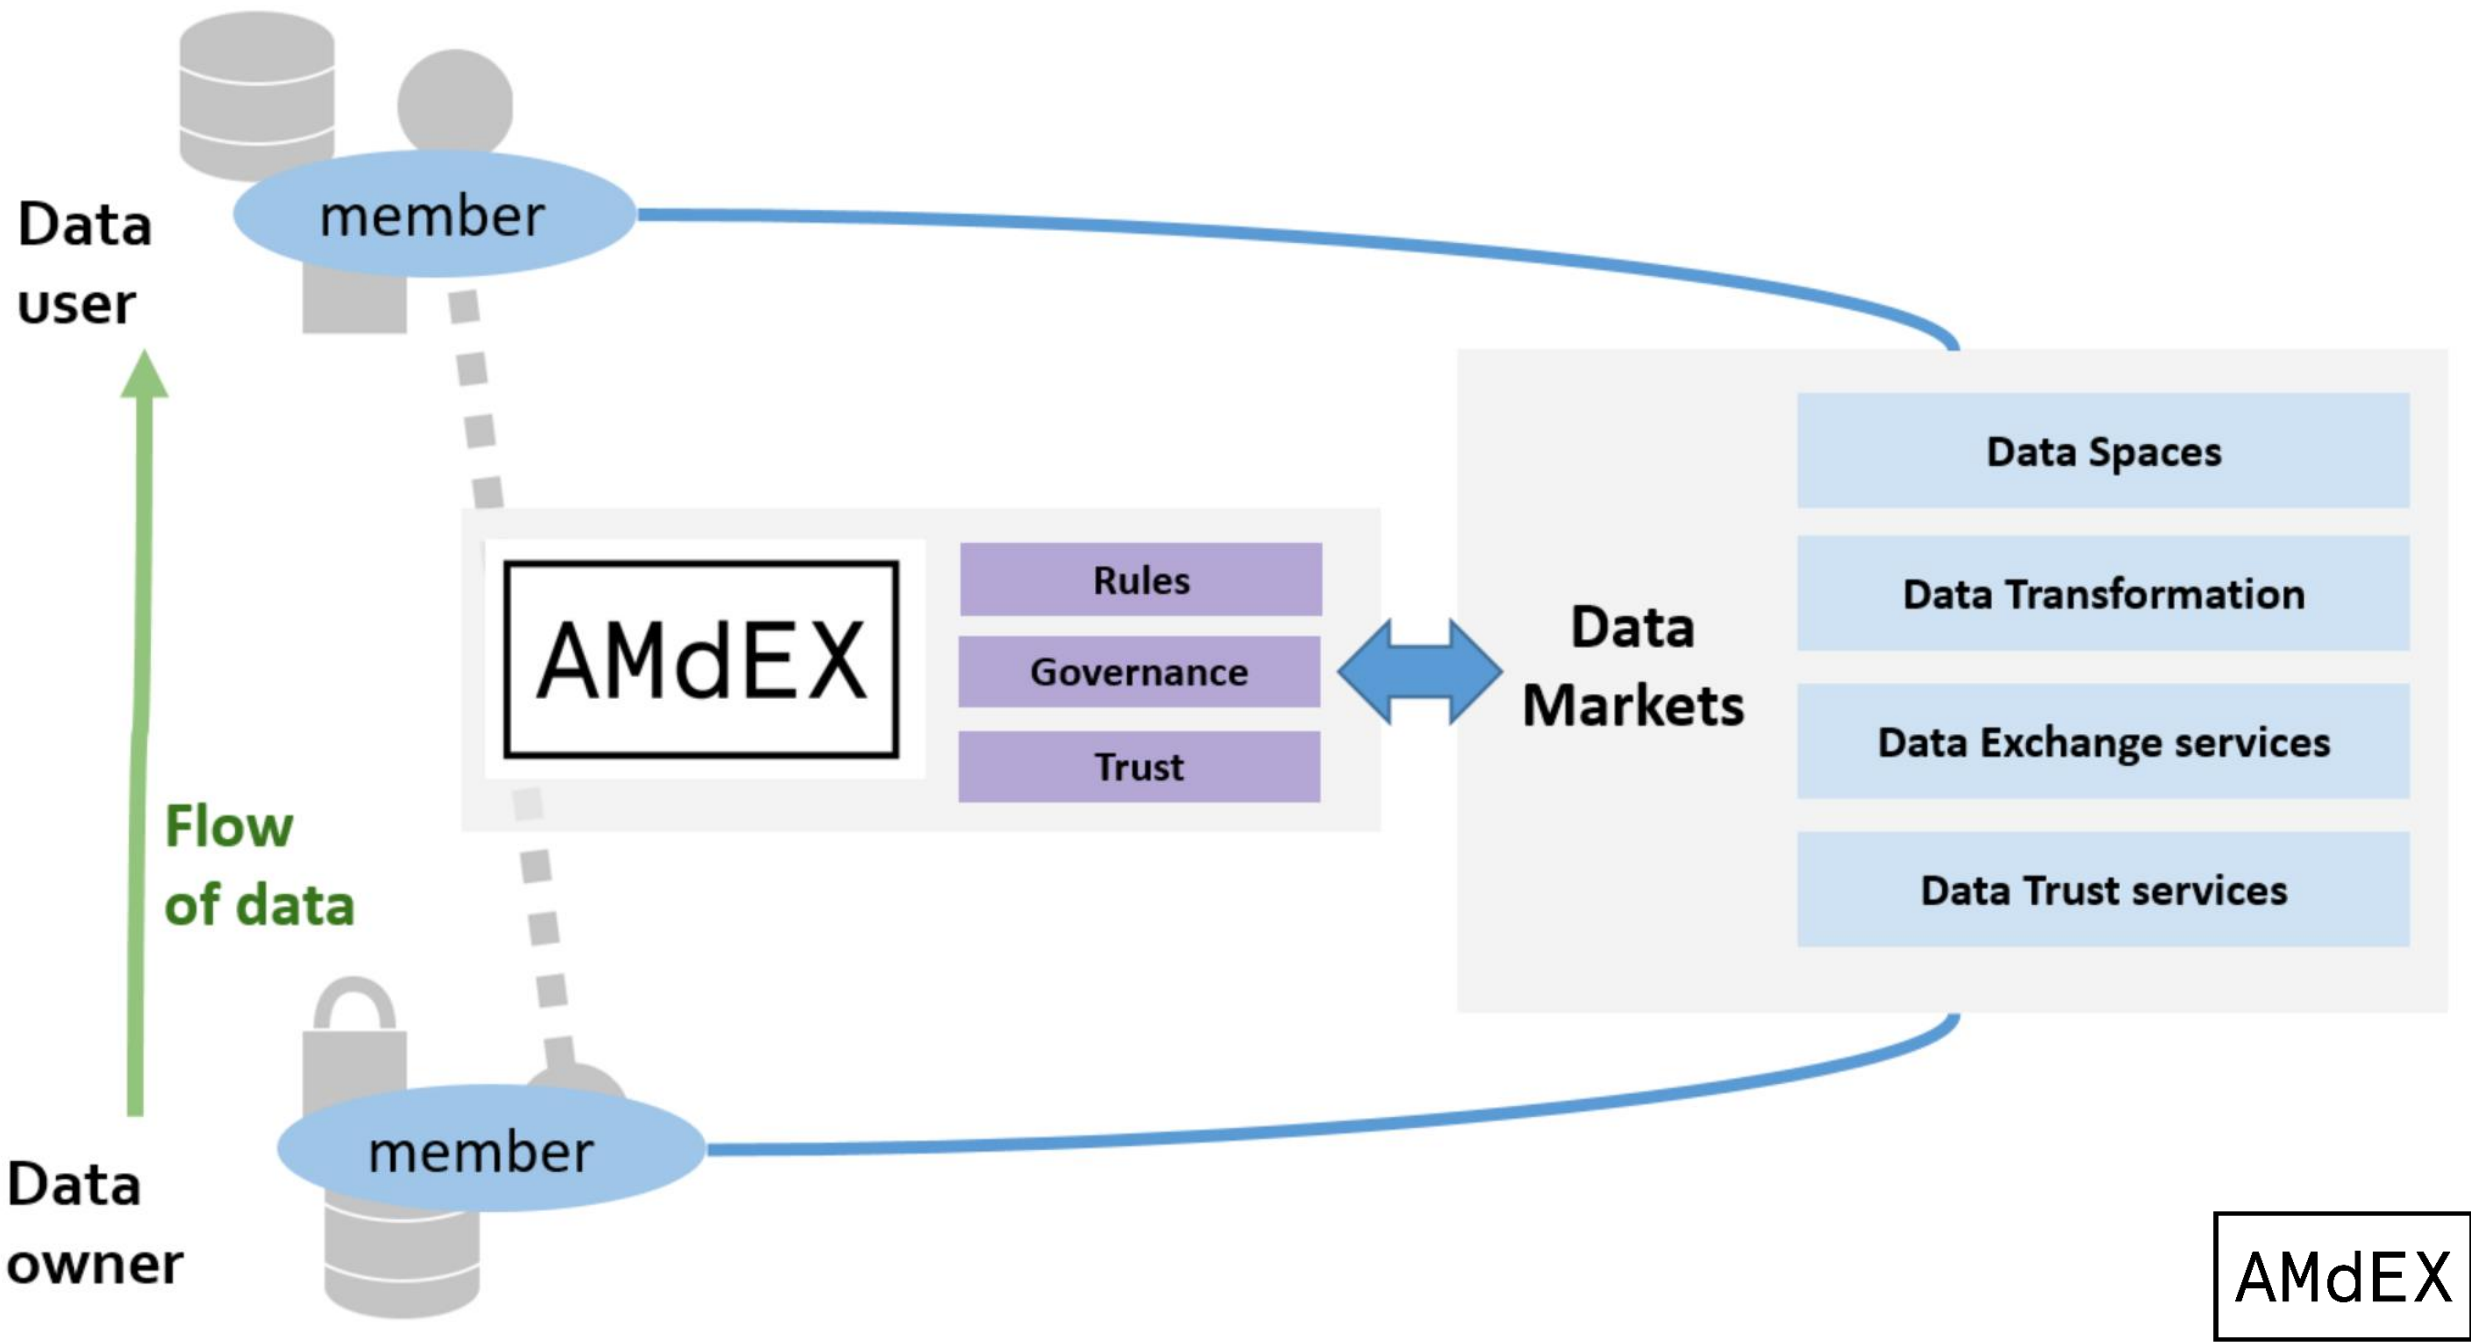 member
Data
user
Data Spaces
Rules
Data Transformation
AMdEX
Governance
Data
Markets
Trust
Data Exchange services
Flow
of data
Data Trust services
member
Data
owner
AMdEX